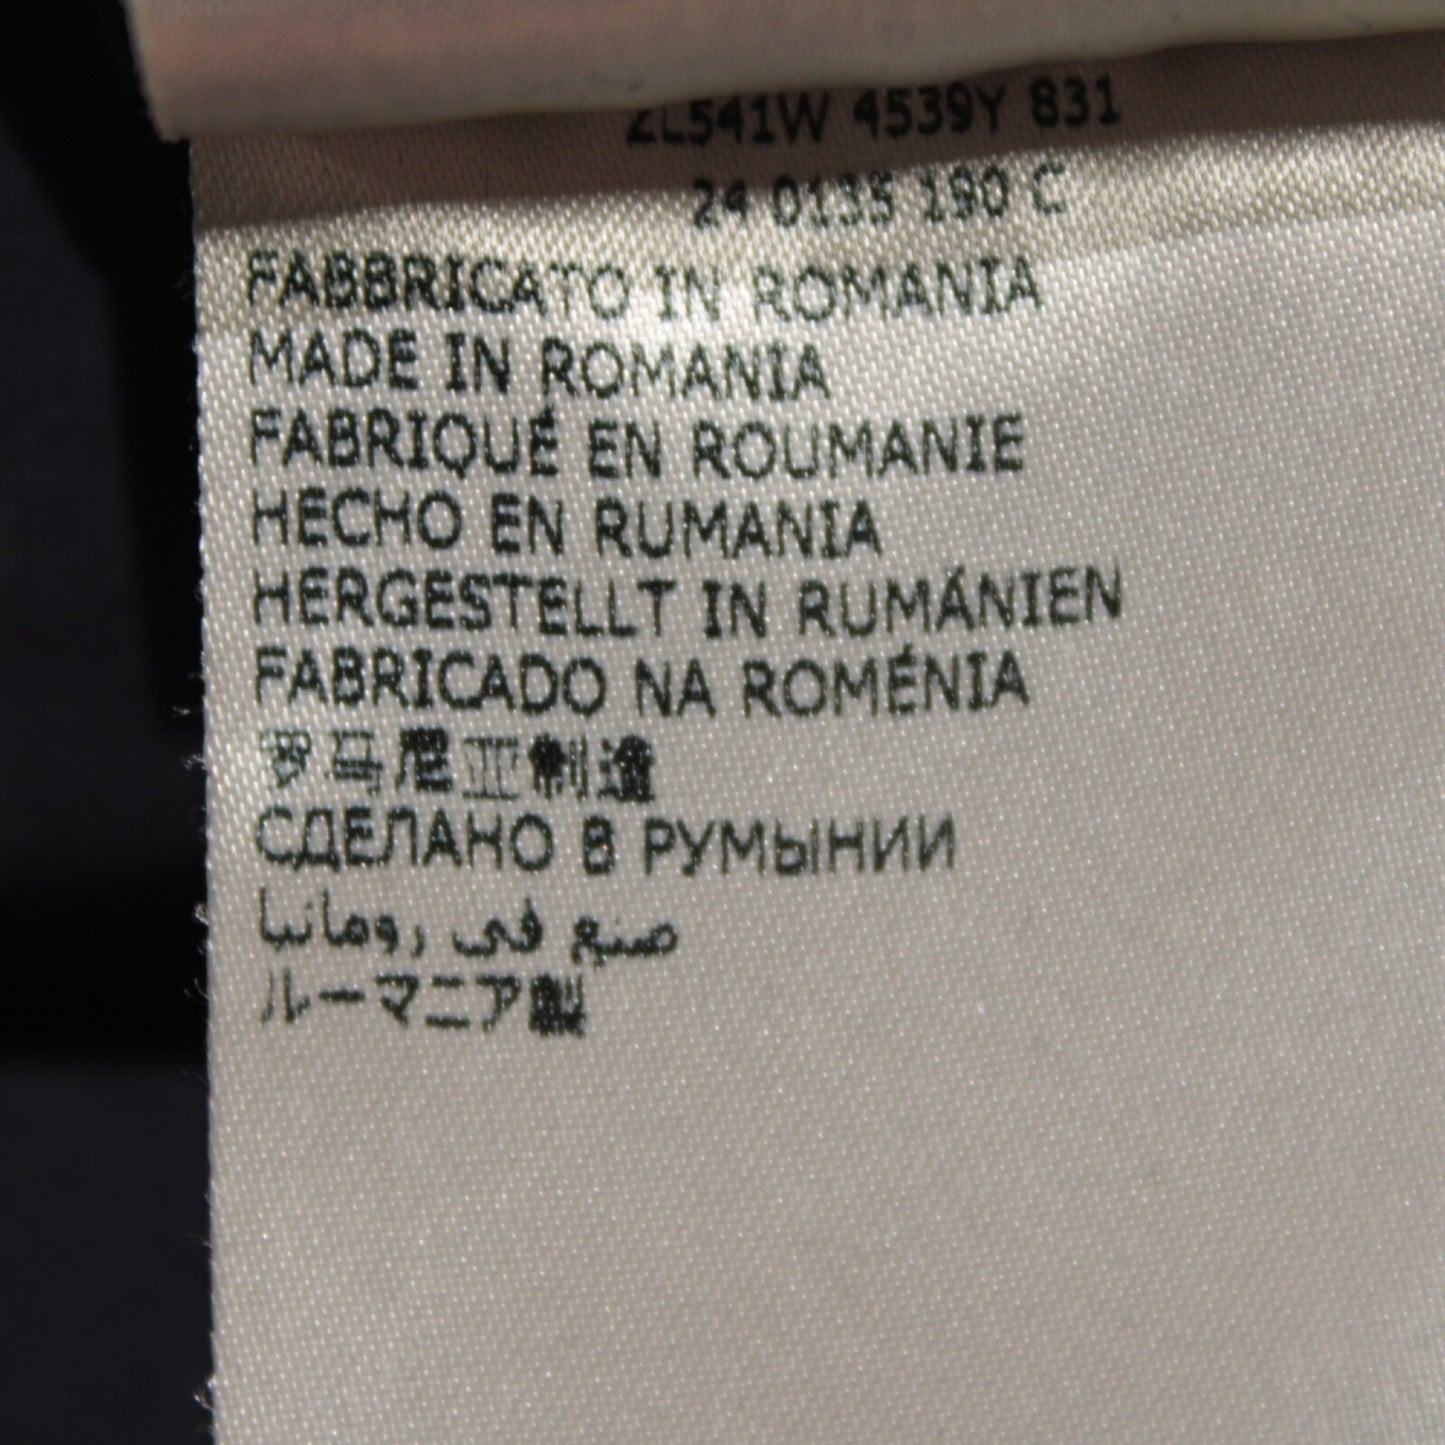 ZL541W 4539Y 831
24 0135 190 C
FABBRICATO IN ROMANIA
MADE IN ROMANIA
FABRIQUÉ EN ROUMANIE
HECHO EN RUMANIA
HERGESTELLT IN RUMÁNIEN
FABRICADO NA ROMÉNIA
罗马尼亚制造
СДЕЛАНО В РУМЫНИИ
صنع في رومانيا
ルーマニア製